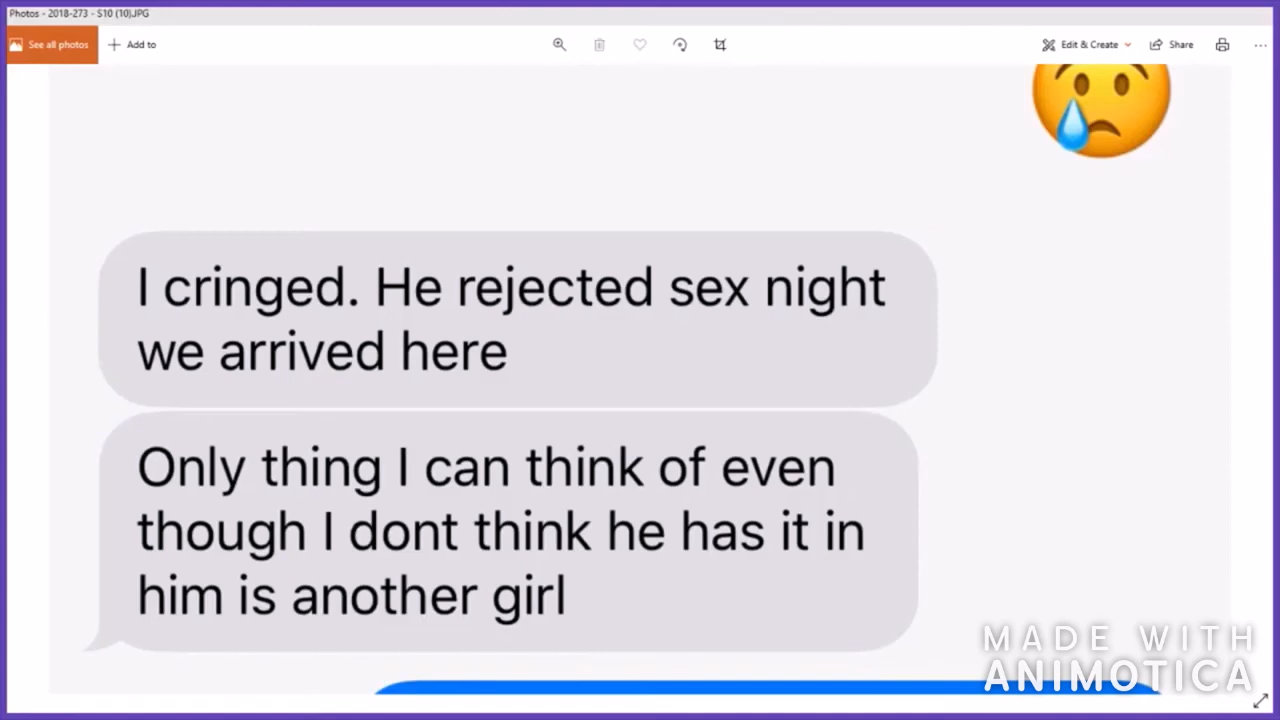 Photos - 2018-273 - S10 (10).JPG
See all photos
Add to
Edit & Create
Share
I cringed. He rejected sex night
we arrived here
Only thing I can think of even
though I dont think he has it in
him is another girl
MADE WITH
ANIMOTICA